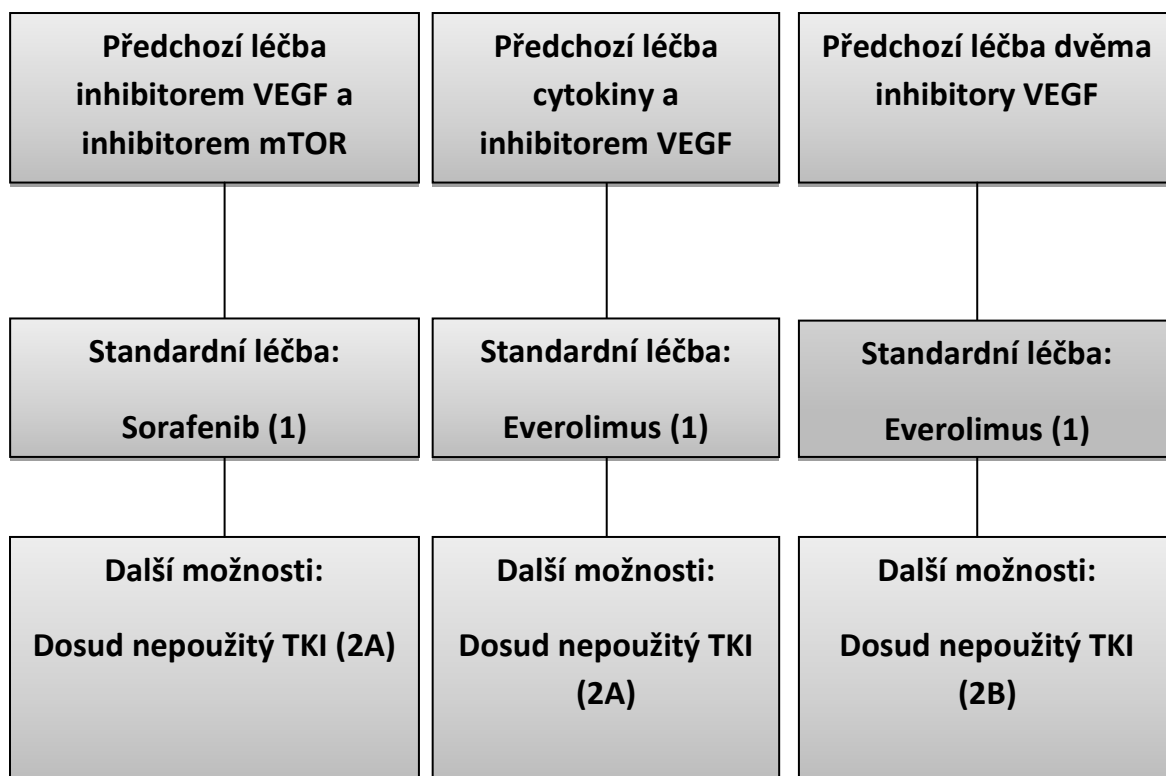 Předchozí léčba
inhibitorem VEGF a
inhibitorem mTOR
Předchozí léčba
cytokiny a
inhibitorem VEGF
Předchozí léčba dvěma
inhibitory VEGF
Standardní léčba:
Sorafenib (1)
Standardní léčba:
Everolimus (1)
Standardní léčba:
Everolimus (1)
Další možnosti:
Dosud nepoužitý TKI (2A)
Další možnosti:
Dosud nepoužitý TKI
(2A)
Další možnosti:
Dosud nepoužitý TKI
(2B)